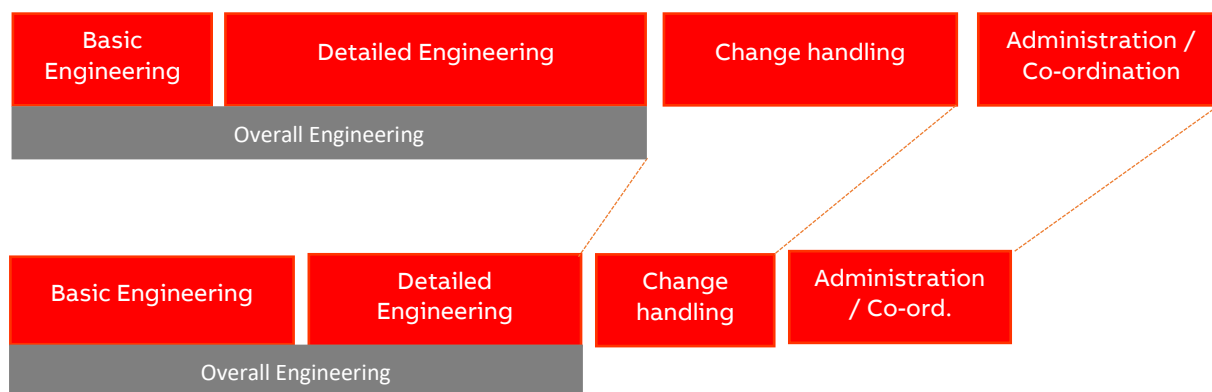 Basic
Engineering
Detailed Engineering
Change handling
Administration /
Co-ordination
Overall Engineering
Basic Engineering
Detailed
Engineering
Change
handling
Administration
/ Co-ord.
Overall Engineering